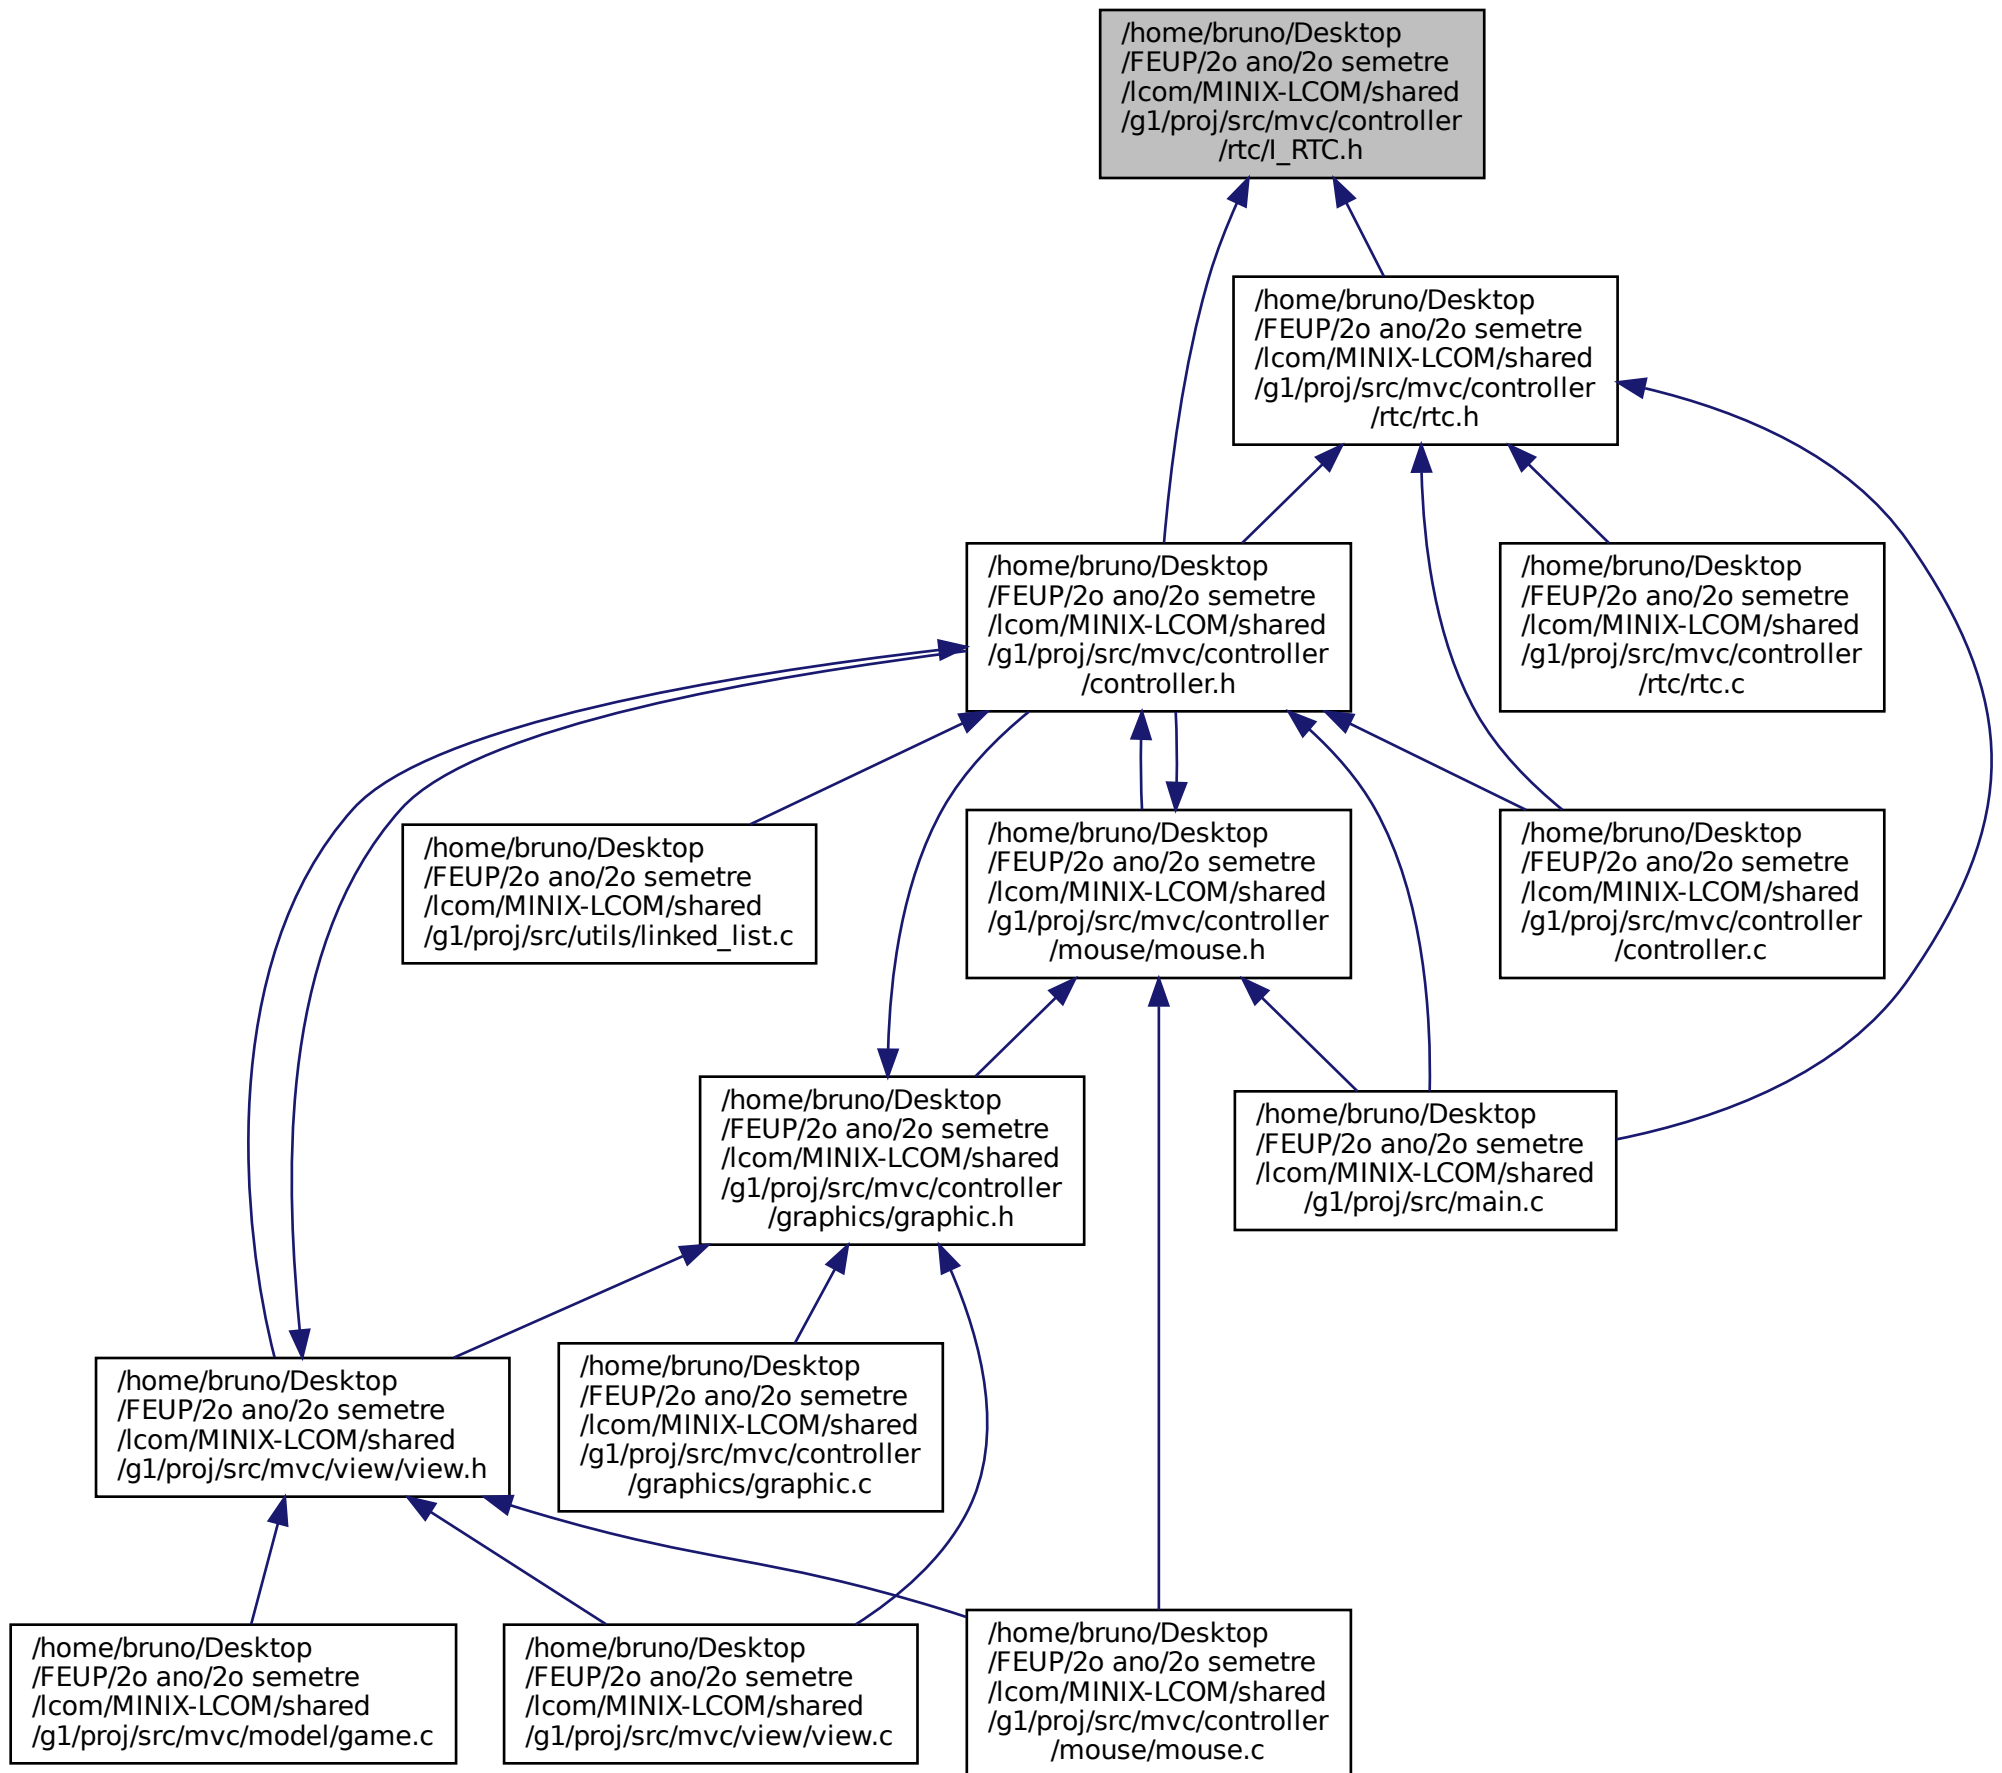 /home/bruno/Desktop
/FEUP/2o ano/2o semetre
/lcom/MINIX-LCOM/shared
/g1/proj/src/mvc/controller
/rtc/I_RTC.h
/home/bruno/Desktop
/FEUP/2o ano/2o semetre
/lcom/MINIX-LCOM/shared
/g1/proj/src/mvc/controller
/rtc/rtc.h
/home/bruno/Desktop
/FEUP/2o ano/2o semetre
/lcom/MINIX-LCOM/shared
/g1/proj/src/mvc/controller
/controller.h
/home/bruno/Desktop
/FEUP/2o ano/2o semetre
/lcom/MINIX-LCOM/shared
/g1/proj/src/mvc/controller
/rtc/rtc.c
/home/bruno/Desktop
/FEUP/2o ano/2o semetre
/lcom/MINIX-LCOM/shared
/g1/proj/src/utils/linked_list.c
/home/bruno/Desktop
/FEUP/2o ano/2o semetre
/lcom/MINIX-LCOM/shared
/g1/proj/src/mvc/controller
/mouse/mouse.h
/home/bruno/Desktop
/FEUP/2o ano/2o semetre
/lcom/MINIX-LCOM/shared
/g1/proj/src/mvc/controller
/controller.c
/home/bruno/Desktop
/FEUP/2o ano/2o semetre
/lcom/MINIX-LCOM/shared
/g1/proj/src/mvc/controller
/graphics/graphic.h
/home/bruno/Desktop
/FEUP/2o ano/2o semetre
/lcom/MINIX-LCOM/shared
/g1/proj/src/main.c
/home/bruno/Desktop
/FEUP/2o ano/2o semetre
/lcom/MINIX-LCOM/shared
/g1/proj/src/mvc/view/view.h
/home/bruno/Desktop
/FEUP/2o ano/2o semetre
/lcom/MINIX-LCOM/shared
/g1/proj/src/mvc/controller
/graphics/graphic.c
/home/bruno/Desktop
/FEUP/2o ano/2o semetre
/lcom/MINIX-LCOM/shared
/g1/proj/src/mvc/model/game.c
/home/bruno/Desktop
/FEUP/2o ano/2o semetre
/lcom/MINIX-LCOM/shared
/g1/proj/src/mvc/view/view.c
/home/bruno/Desktop
/FEUP/2o ano/2o semetre
/lcom/MINIX-LCOM/shared
/g1/proj/src/mvc/controller
/mouse/mouse.c